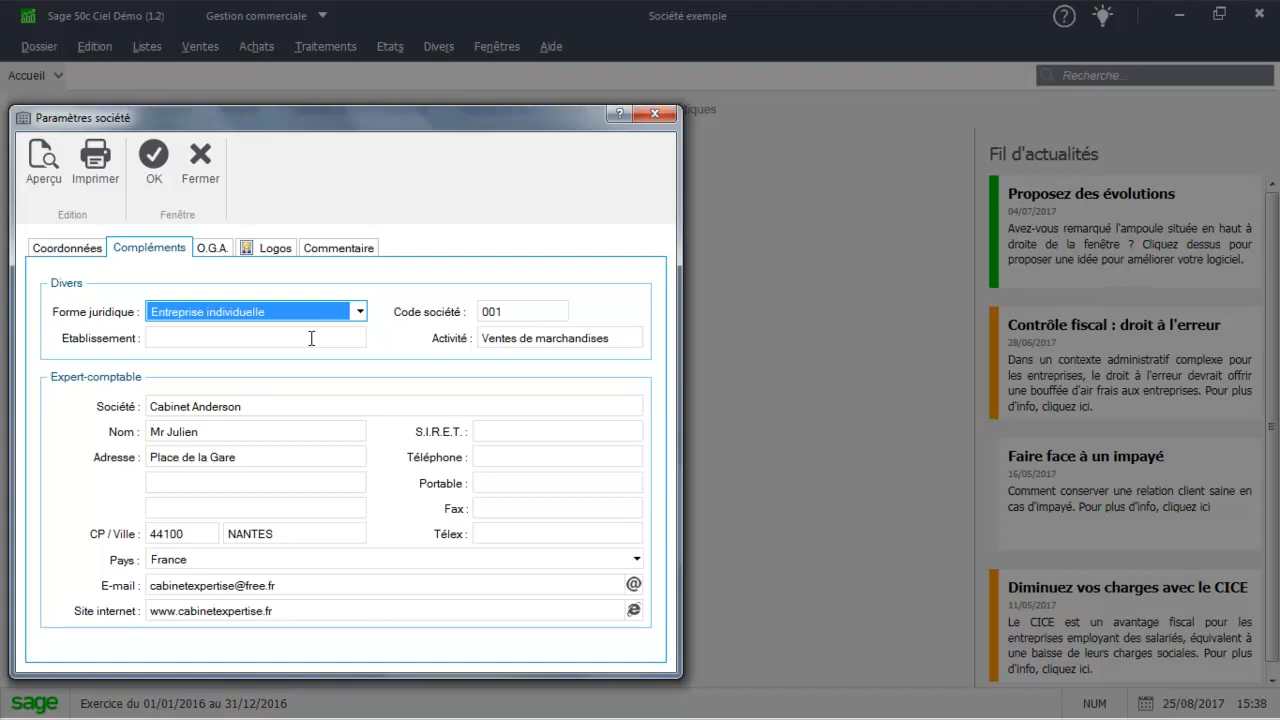 Sage 50c Ciel Démo (1.2)
Gestion commerciale
Société exemple
Dossier Edition Listes Ventes Achats Traitements Etats Divers Fenêtres Aide
Accueil
Recherche...
Paramètres société
Aperçu Imprimer OK Fermer
Edition Fenêtre
Coordonnées Compléments O.G.A. Logos Commentaire
Divers
Forme juridique : Entreprise individuelle Code société : 001
Etablissement : Activité : Ventes de marchandises
Expert-comptable
Société : Cabinet Anderson
Nom : Mr Julien S.I.R.E.T. :
Adresse : Place de la Gare Téléphone :
Portable :
Fax :
CP / Ville : 44100 NANTES Télex :
Pays : France
E-mail : cabinetexpertise@free.fr
Site internet : www.cabinetexpertise.fr
Fil d'actualités
Proposez des évolutions
04/07/2017
Avez-vous remarqué l'ampoule située en haut à
droite de la fenêtre ? Cliquez dessus pour
proposer une idée pour améliorer votre logiciel.
Contrôle fiscal : droit à l'erreur
28/06/2017
Dans un contexte administratif complexe pour
les entreprises, le droit à l'erreur devrait offrir
une bouffée d'air frais aux entreprises. Pour plus
d'info, cliquez ici.
Faire face à un impayé
16/05/2017
Comment conserver une relation client saine en
cas d'impayé. Pour plus d'info, cliquez ici
Diminuez vos charges avec le CICE
11/05/2017
Le CICE est un avantage fiscal pour les
entreprises employant des salariés, équivalent à
une baisse de leurs charges sociales. Pour plus
d'info, cliquez ici.
sage
Exercice du 01/01/2016 au 31/12/2016
NUM
25/08/2017 15:38